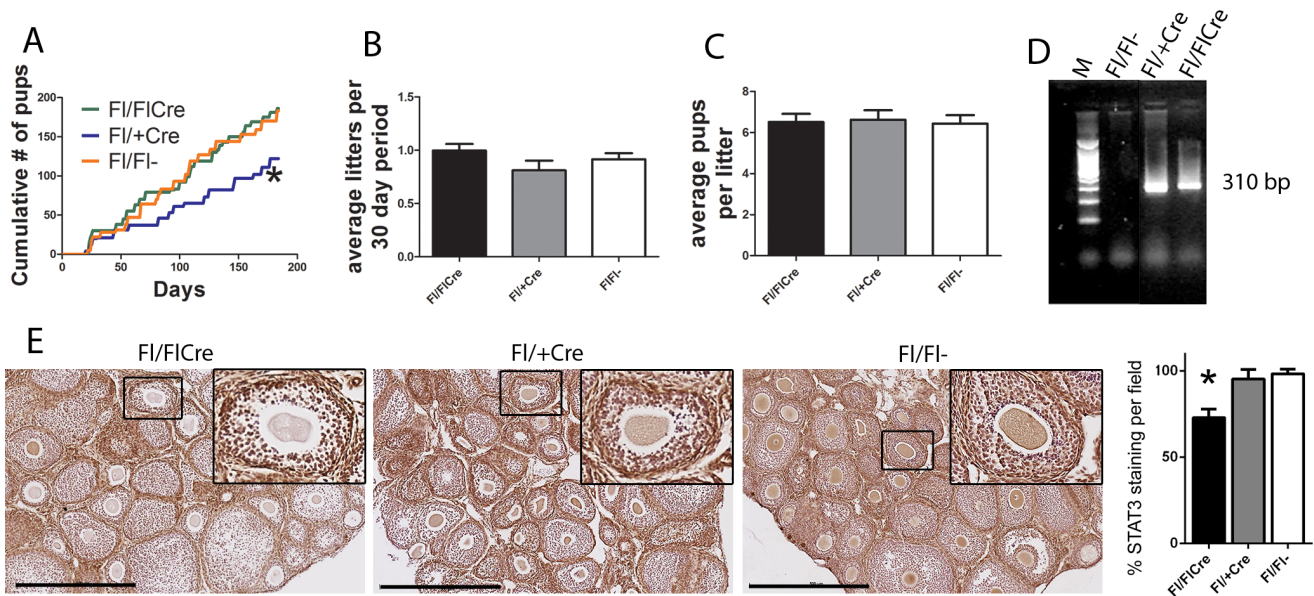 A
Cumulative # of pups
200
150
100
50
0
Fl/FlCre
Fl/+Cre
Fl/Fl-
*
0
50
100
150
200
Days
B
average litters per
30 day period
1.5
1.0
0.5
0.0
Fl/FlCre
Fl/+Cre
FlFl-
C
average pups
per litter
8
6
4
2
0
Fl/FlCre
Fl/+Cre
Fl/Fl-
D
M
Fl/Fl-
Fl/+Cre
Fl/FlCre
310 bp
E
Fl/FlCre
Fl/+Cre
Fl/Fl-
% STAT3 staining per field
100
50
0
*
Fl/FlCre
Fl/+Cre
Fl/Fl-